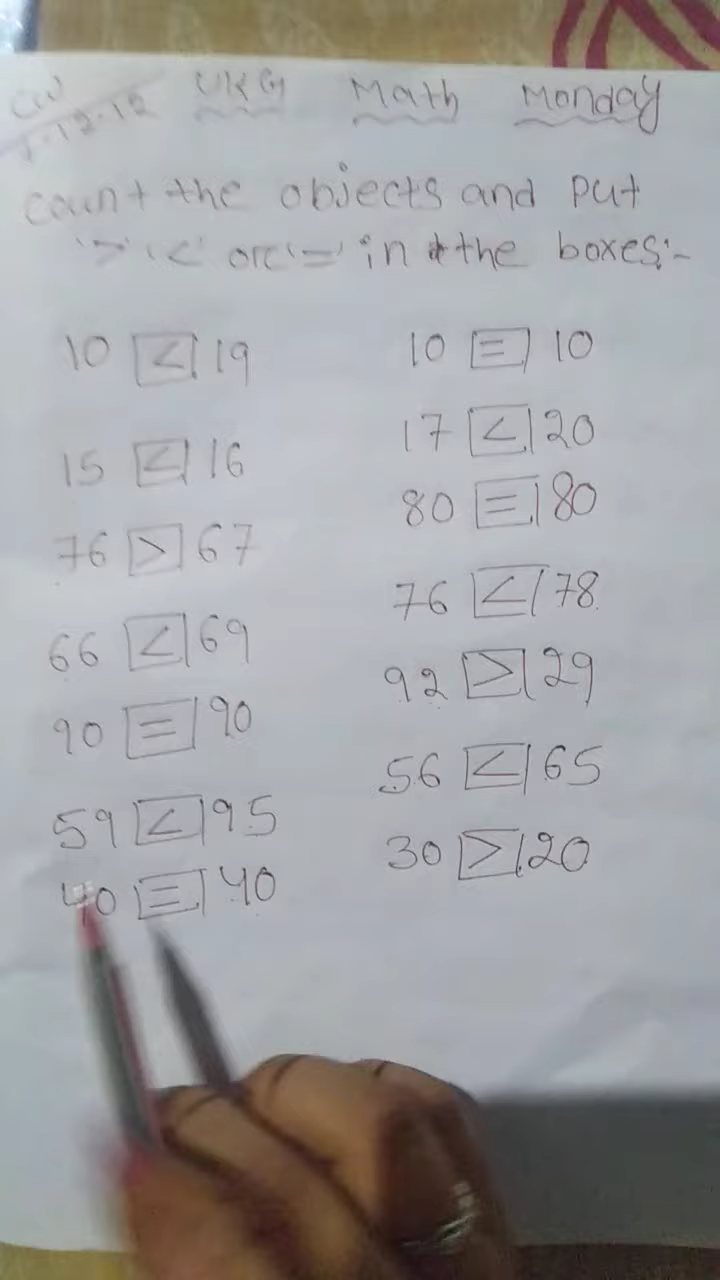 CW UKG Math Monday
12.12
Count the objects and put
'>' '<' or '=' in the boxes:-
10 < 19 10 = 10
15 < 16 17 < 20
76 > 67 80 = 80
66 < 69 76 < 78
90 = 90 92 > 29
59 < 95 56 < 65
40 = 40 30 > 20